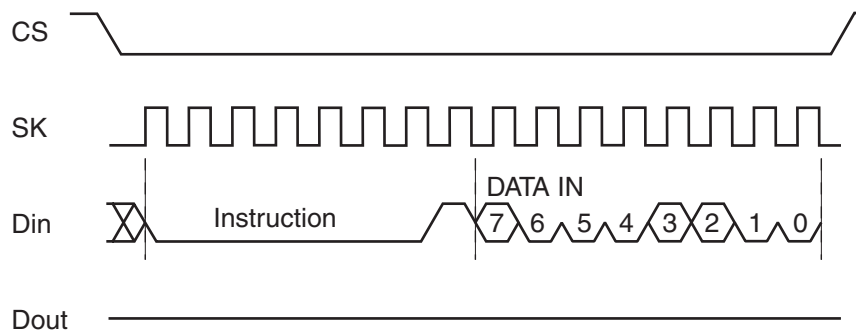 CS
SK
DATA IN
Din Instruction 7 6 5 4 3 2 1 0
Dout